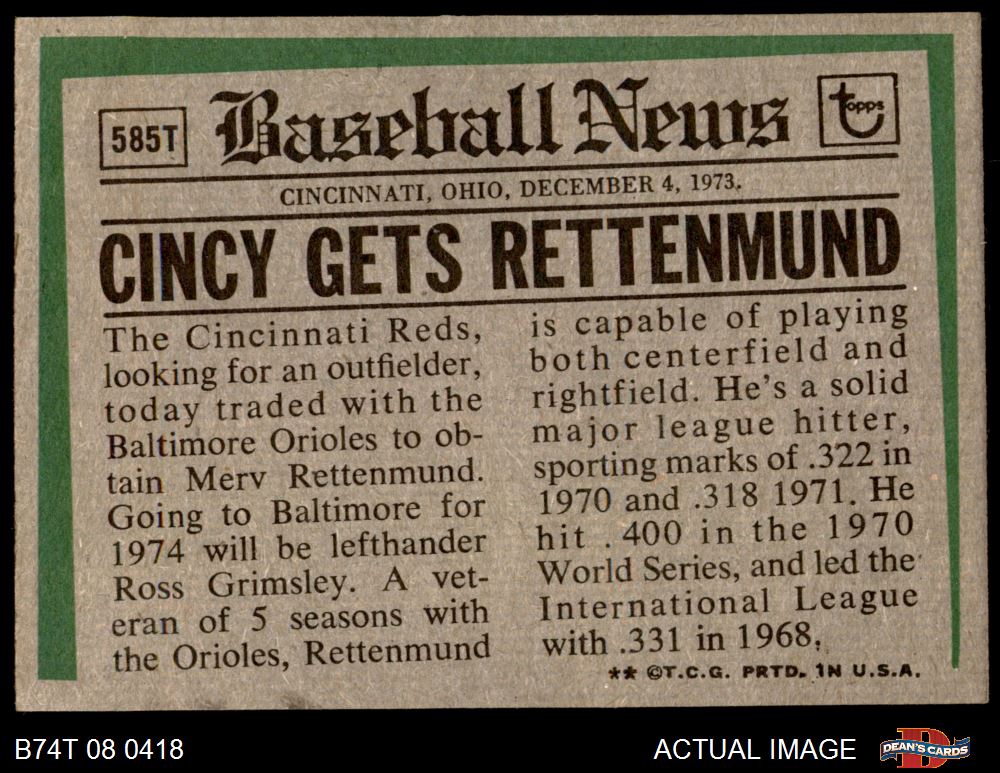 585T
Baseball News
topps
CINCINNATI, OHIO, DECEMBER 4, 1973.
CINCY GETS RETTENMUND
The Cincinnati Reds,
looking for an outfielder,
today traded with the
Baltimore Orioles to ob-
tain Merv Rettenmund.
Going to Baltimore for
1974 will be lefthander
Ross Grimsley. A vet-
eran of 5 seasons with
the Orioles, Rettenmund
is capable of playing
both centerfield and
rightfield. He's a solid
major league hitter,
sporting marks of .322 in
1970 and .318 1971. He
hit .400 in the 1970
World Series, and led the
International League
with .331 in 1968.
** ©T.C.G. PRTD. IN U.S.A.
B74T 08 0418
ACTUAL IMAGE
DEAN'S CARDS